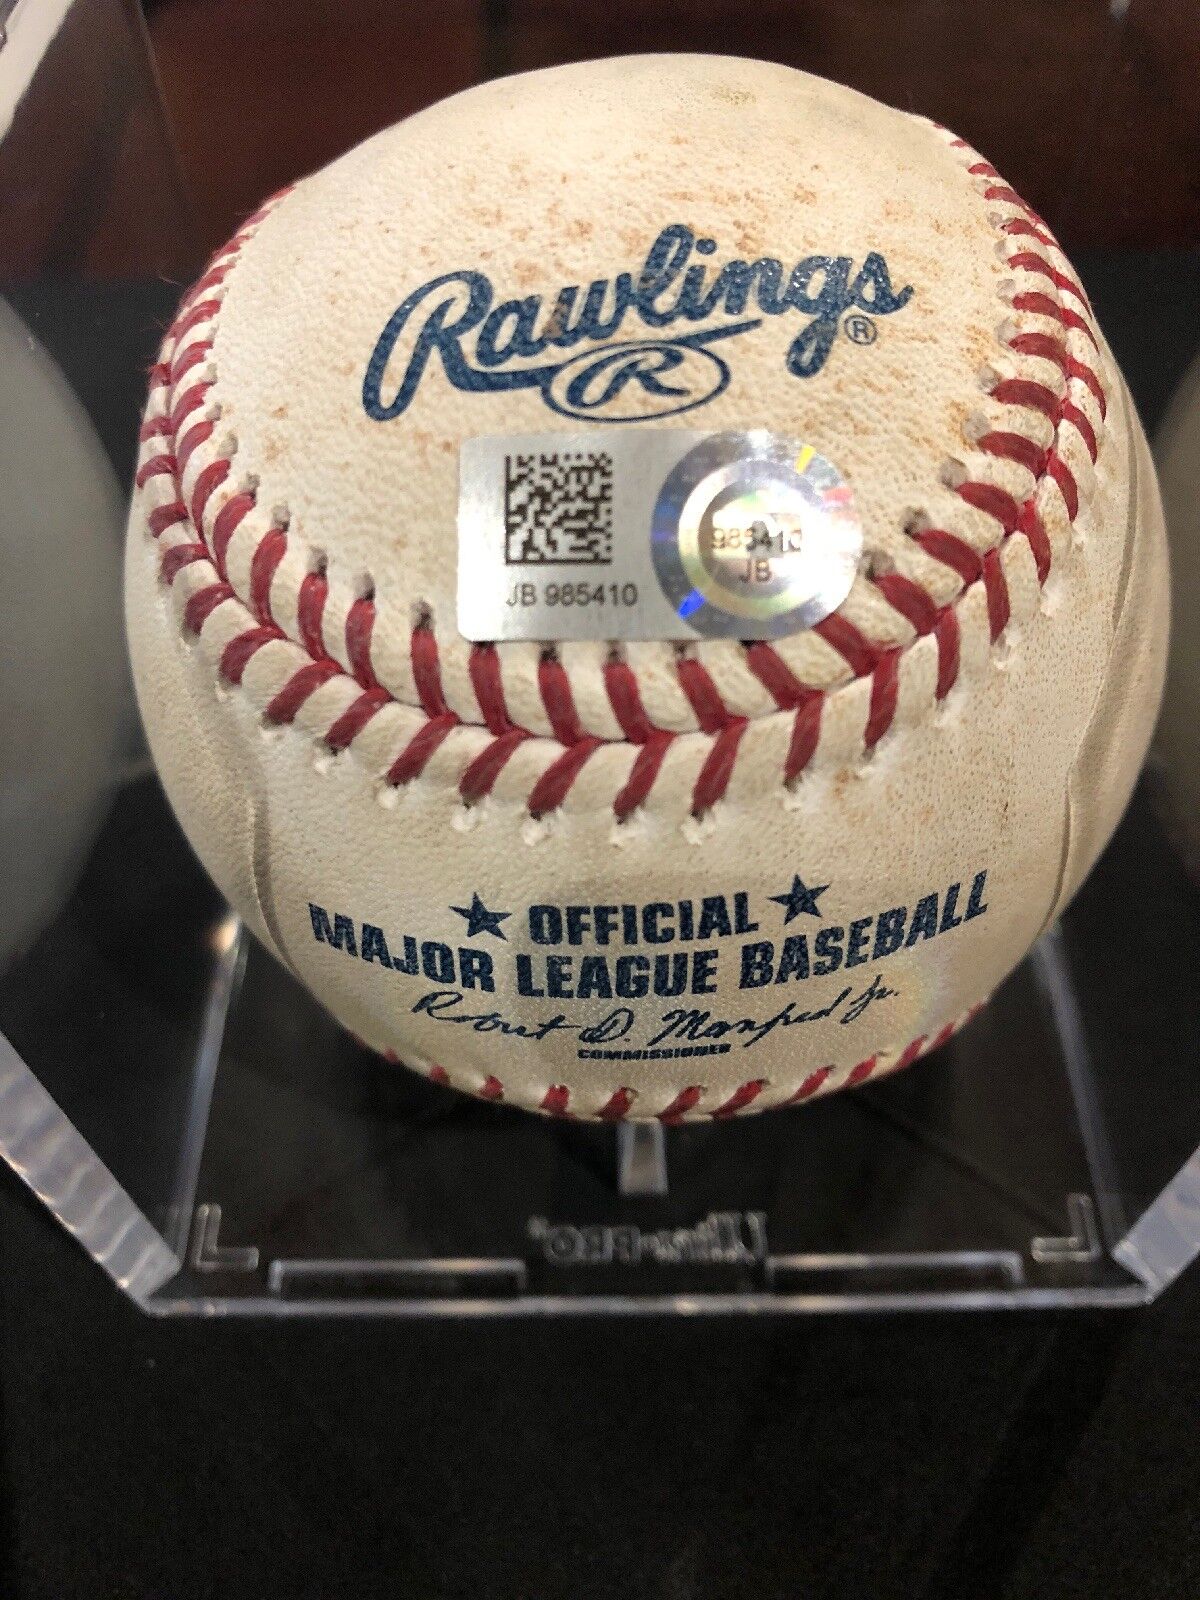 Rawlings ®
R
985410
JB
JB 985410
★ OFFICIAL ★
MAJOR LEAGUE BASEBALL
Robert D. Manfred Jr.
COMMISSIONER